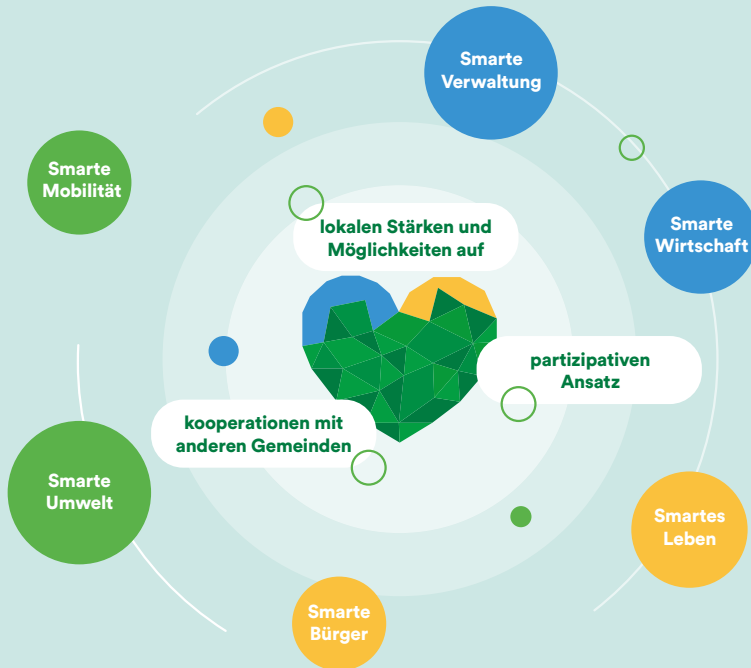 Smarte
Verwaltung
Smarte
Mobilität
lokalen Stärken und
Möglichkeiten auf
Smarte
Wirtschaft
partizipativen
Ansatz
kooperationen mit
anderen Gemeinden
Smarte
Umwelt
Smartes
Leben
Smarte
Bürger